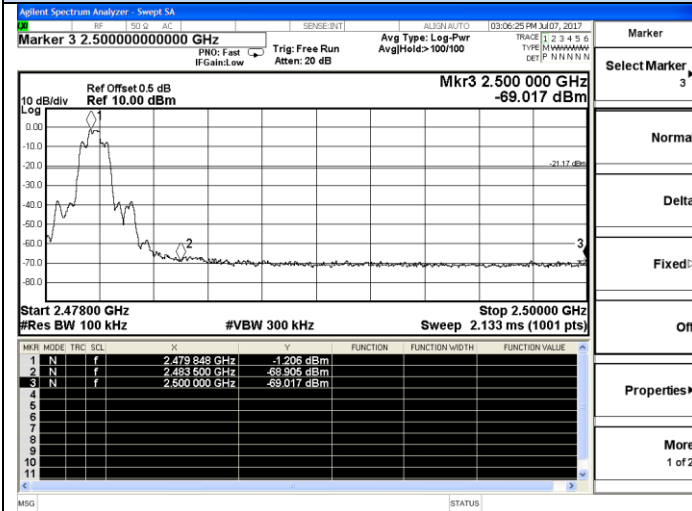 Agilent Spectrum Analyzer - Swept SA
RF 50 Ω AC SENSE:INT ALIGN AUTO 03:06:25 PM Jul 07, 2017
Marker 3 2.500000000000 GHz
PNO: Fast
IFGain:Low
Trig: Free Run
Atten: 20 dB
Avg Type: Log-Pwr
Avg|Hold:>100/100
TRACE 1 2 3 4 5 6
TYPE M WWWWW
DET P N N N N N
Ref Offset 0.5 dB
10 dB/div Ref 10.00 dBm
Log
Mkr3 2.500 000 GHz
-69.017 dBm
0.00
-10.0
-20.0
-30.0
-40.0
-50.0
-60.0
-70.0
-80.0
1
-21.17 dBm
2
3
Start 2.47800 GHz Stop 2.50000 GHz
#Res BW 100 kHz #VBW 300 kHz Sweep 2.133 ms (1001 pts)
MKR MODE TRC SCL X Y FUNCTION FUNCTION WIDTH FUNCTION VALUE
1 N f 2.479 848 GHz -1.206 dBm
2 N f 2.483 500 GHz -68.905 dBm
3 N f 2.500 000 GHz -69.017 dBm
4
5
6
7
8
9
10
11
MSG STATUS
Marker
Select Marker
3
Norma
Delta
Fixed
Off
Properties
More
1 of 2